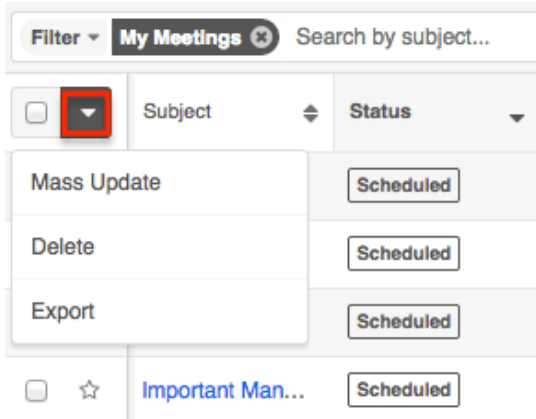 Filter My Meetings Search by subject...
Subject Status
Mass Update Scheduled
Delete Scheduled
Export Scheduled
Important Man... Scheduled